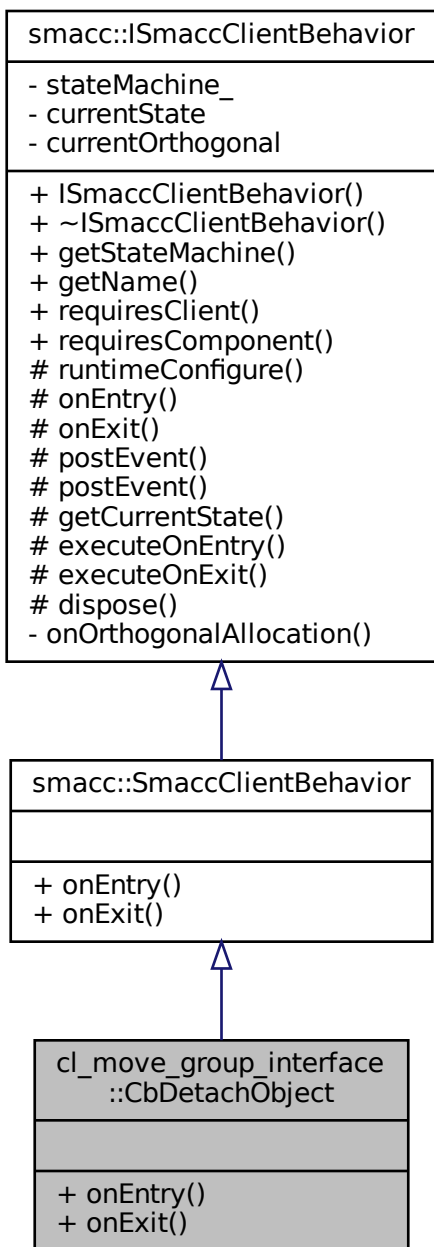 smacc::ISmaccClientBehavior
- stateMachine_
- currentState
- currentOrthogonal
+ ISmaccClientBehavior()
+ ~ISmaccClientBehavior()
+ getStateMachine()
+ getName()
+ requiresClient()
+ requiresComponent()
# runtimeConfigure()
# onEntry()
# onExit()
# postEvent()
# postEvent()
# getCurrentState()
# executeOnEntry()
# executeOnExit()
# dispose()
- onOrthogonalAllocation()
smacc::SmaccClientBehavior
+ onEntry()
+ onExit()
cl_move_group_interface
::CbDetachObject
+ onEntry()
+ onExit()